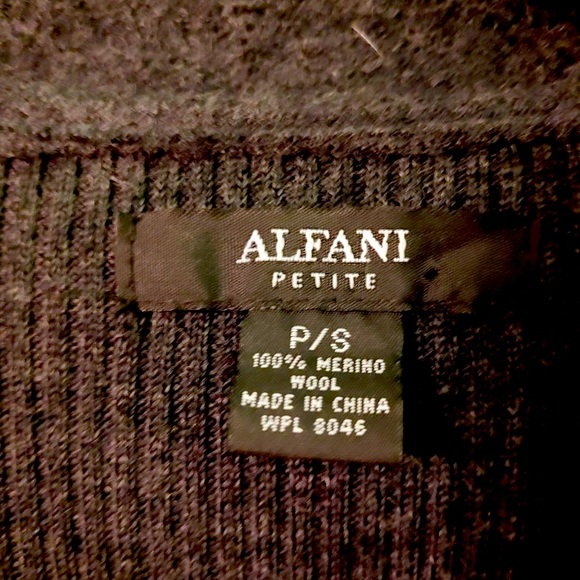 ALFANI
PETITE
P/S
100% MERINO
WOOL
MADE IN CHINA
WPL 8046